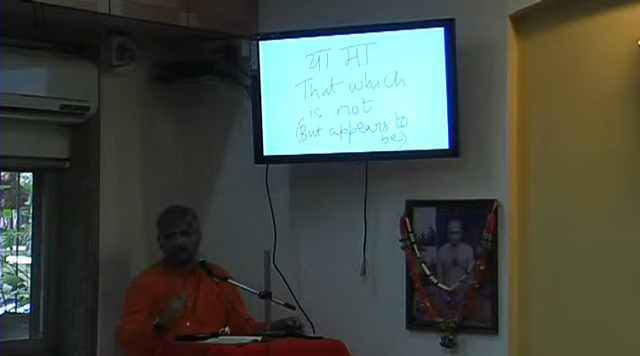 या मा
That which
is not
(But appears to
be)